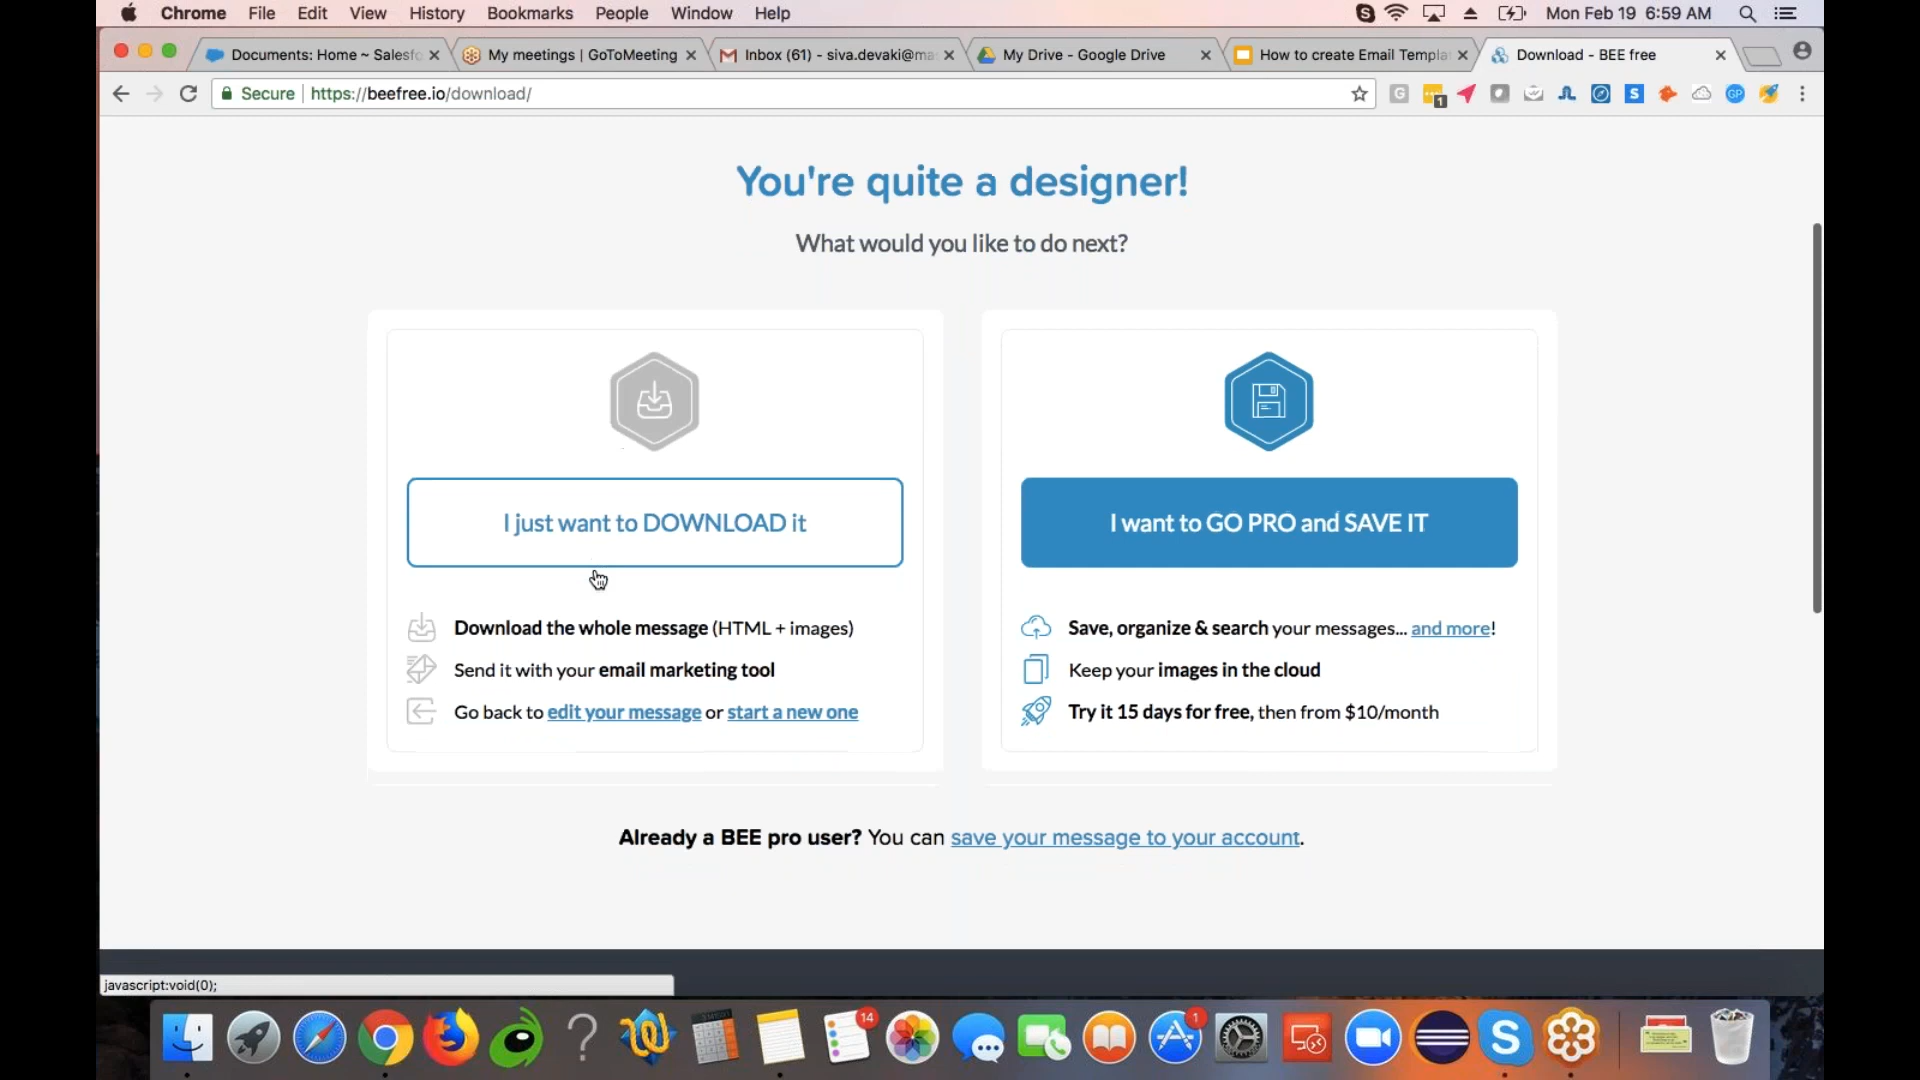 Chrome File Edit View History Bookmarks People Window Help Mon Feb 19 6:59 AM
Documents: Home ~ Salesfo My meetings | GoToMeeting Inbox (61) - siva.devaki@ma My Drive - Google Drive How to create Email Templa Download - BEE free
Secure https://beefree.io/download/
You're quite a designer!
What would you like to do next?
I just want to DOWNLOAD it
Download the whole message (HTML + images)
Send it with your email marketing tool
Go back to edit your message or start a new one
I want to GO PRO and SAVE IT
Save, organize & search your messages... and more!
Keep your images in the cloud
Try it 15 days for free, then from $10/month
Already a BEE pro user? You can save your message to your account.
javascript:void(0);
14
1